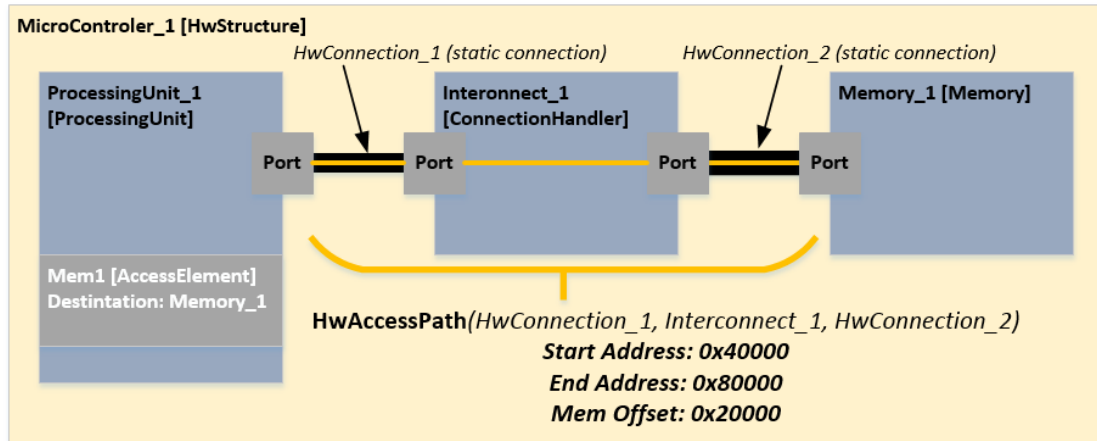 MicroControler_1 [HwStructure]
HwConnection_1 (static connection)
HwConnection_2 (static connection)
ProcessingUnit_1
[ProcessingUnit]
Interonnect_1
[ConnectionHandler]
Memory_1 [Memory]
Port
Port
Port
Port
Mem1 [AccessElement]
Destintation: Memory_1
HwAccessPath(HwConnection_1, Interconnect_1, HwConnection_2)
Start Address: 0x40000
End Address: 0x80000
Mem Offset: 0x20000